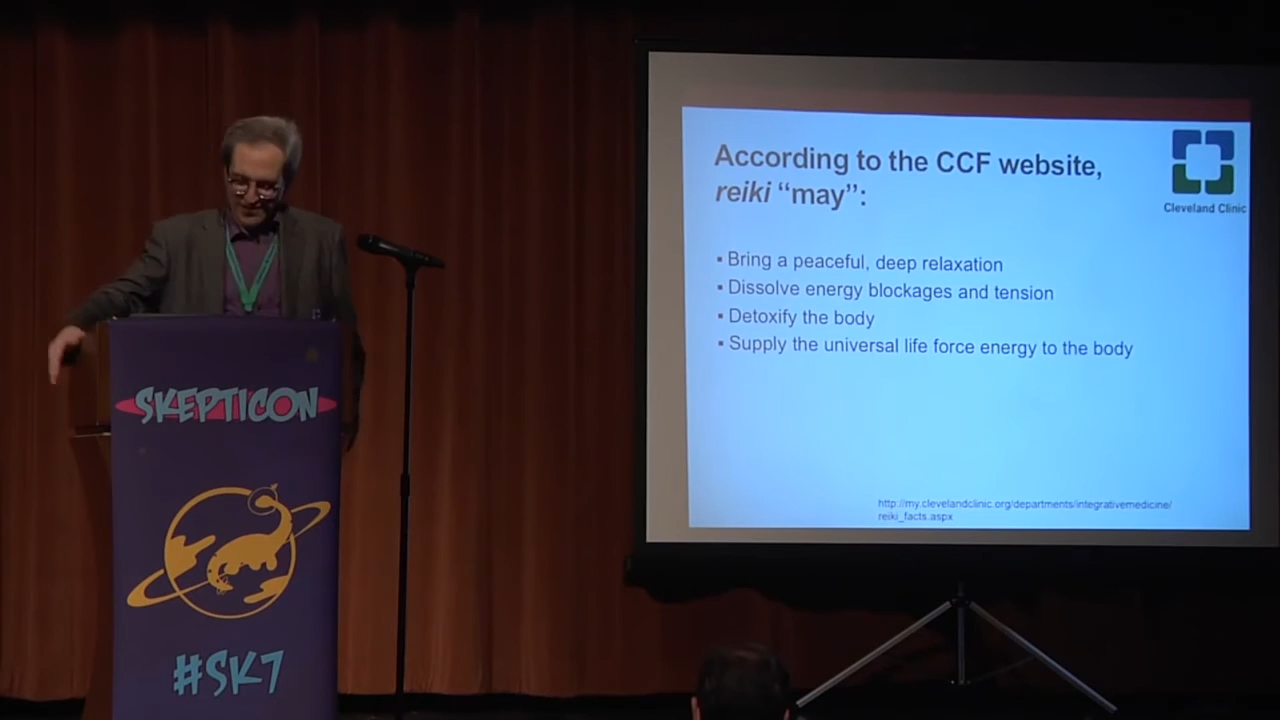 According to the CCF website,
reiki “may”:
Cleveland Clinic
▪ Bring a peaceful, deep relaxation
▪ Dissolve energy blockages and tension
▪ Detoxify the body
▪ Supply the universal life force energy to the body
http://my.clevelandclinic.org/departments/integrativemedicine/
reiki_facts.aspx
SKEPTICON
#SK7